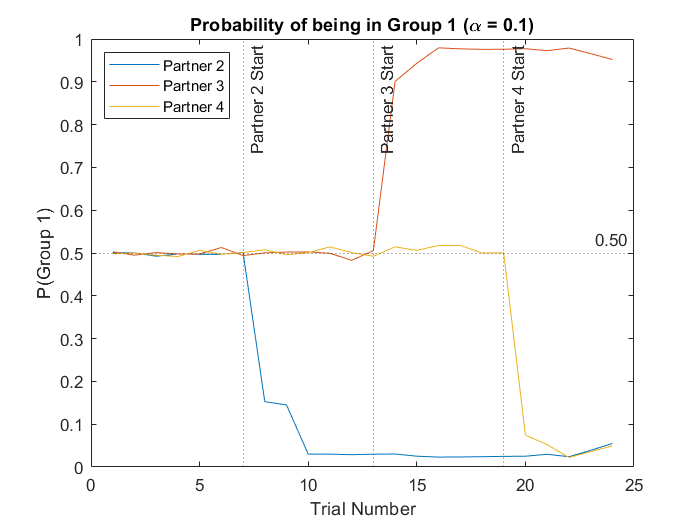 Probability of being in Group 1 (α = 0.1)
Partner 2
Partner 3
Partner 4
Partner 2 Start
Partner 3 Start
Partner 4 Start
0.50
P(Group 1)
1
0.9
0.8
0.7
0.6
0.5
0.4
0.3
0.2
0.1
0
0 5 10 15 20 25
Trial Number